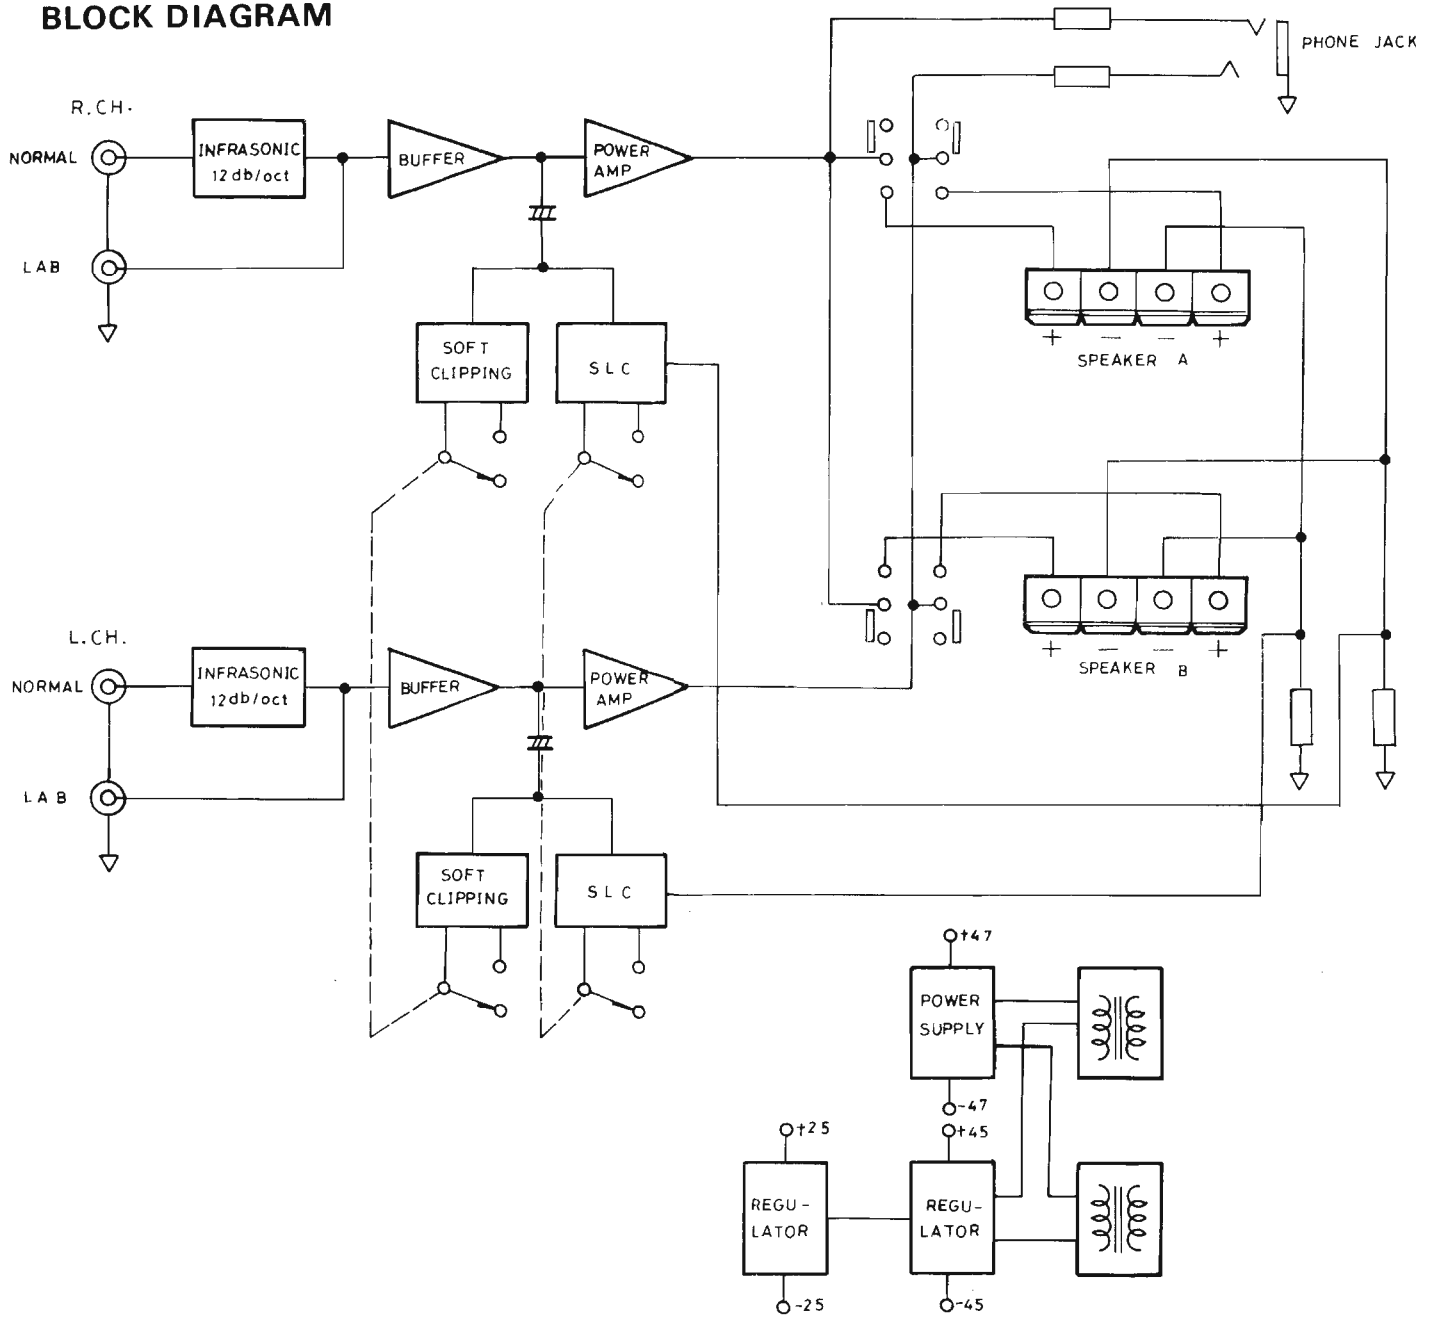 BLOCK DIAGRAM
PHONE JACK
R.CH.
NORMAL
INFRASONIC
12db/oct
BUFFER
POWER
AMP
LAB
+ − − +
SPEAKER A
SOFT
CLIPPING
SLC
L.CH.
NORMAL
INFRASONIC
12db/oct
BUFFER
POWER
AMP
+ − − +
SPEAKER B
LAB
SOFT
CLIPPING
SLC
+47
POWER
SUPPLY
-47
+25
+45
REGU-
LATOR
REGU-
LATOR
-25
-45